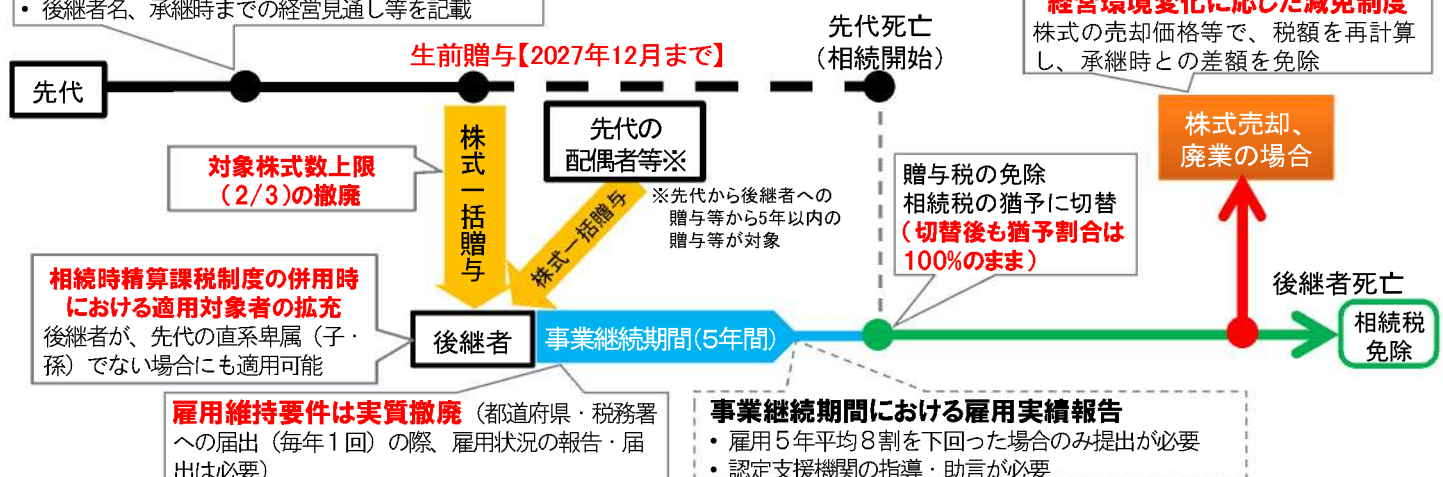 • 後継者名、承継時までの経営見通し等を記載
経営環境変化に応じた減免制度
株式の売却価格等で、税額を再計算
し、承継時との差額を免除
生前贈与【2027年12月まで】
先代死亡
(相続開始)
先代
株式一括贈与
先代の
配偶者等※
株式一括贈与
※先代から後継者への
贈与等から5年以内の
贈与等が対象
対象株式数上限
(2/3)の撤廃
株式売却、
廃業の場合
贈与税の免除
相続税の猶予に切替
(切替後も猶予割合は
100%のまま)
相続時精算課税制度の併用時
における適用対象者の拡充
後継者が、先代の直系卑属(子・
孫)でない場合にも適用可能
後継者
事業継続期間(5年間)
後継者死亡
相続税
免除
雇用維持要件は実質撤廃(都道府県・税務署
への届出(毎年1回)の際、雇用状況の報告・届
出は必要)
事業継続期間における雇用実績報告
• 雇用5年平均8割を下回った場合のみ提出が必要
• 認定支援機関の指導・助言が必要